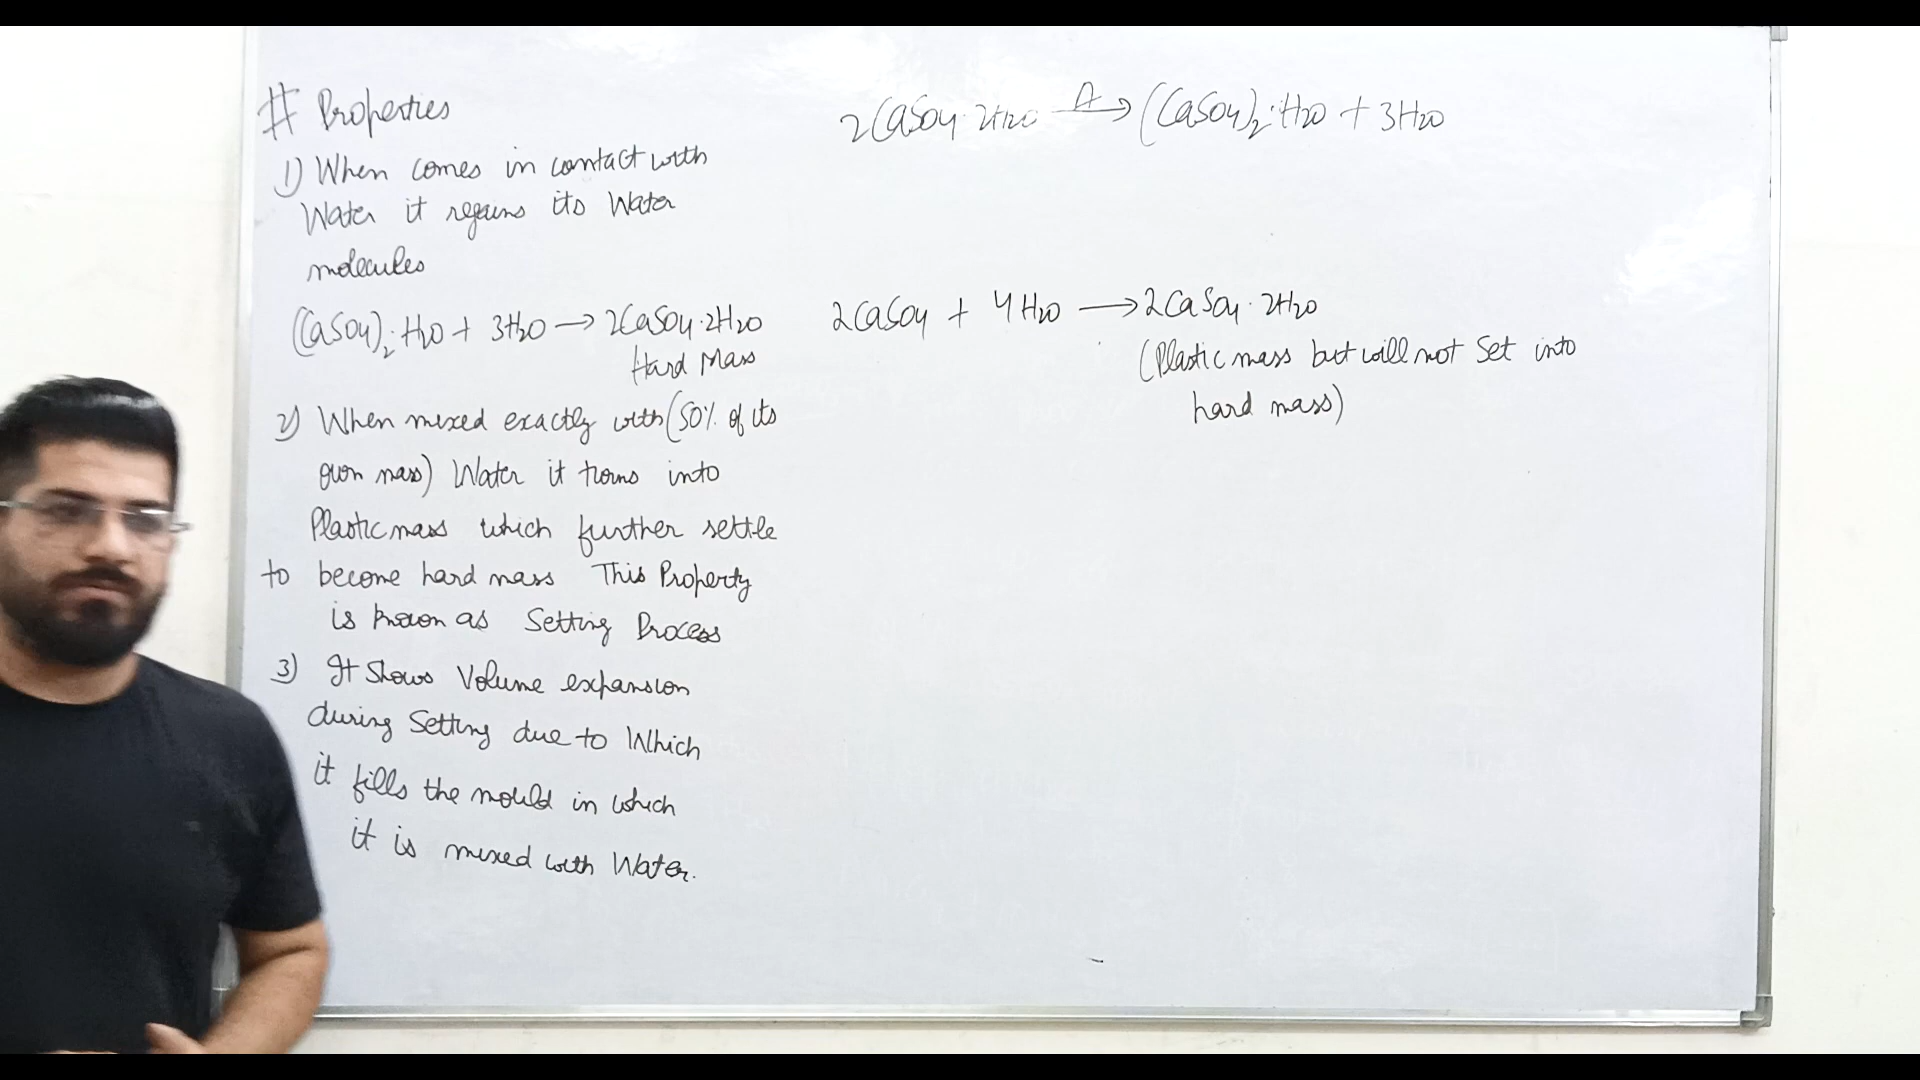 # Properties
1) When comes in contact with
Water it regains its Water
molecules
(CaSO4)2·H2O + 3H2O → 2CaSO4·2H2O
Hard Mass
2) When mixed exactly with (50% of its
own mass) Water it turns into
Plastic mass which further settle
to become hard mass This Property
is known as Setting Process
3) It Shows Volume expansion
during Setting due to Which
it fills the mould in which
it is mixed with Water.
2CaSO4·2H2O Δ→ (CaSO4)2·H2O + 3H2O
2CaSO4 + 4H2O → 2CaSO4·2H2O
(Plastic mass but will not Set into
hard mass)